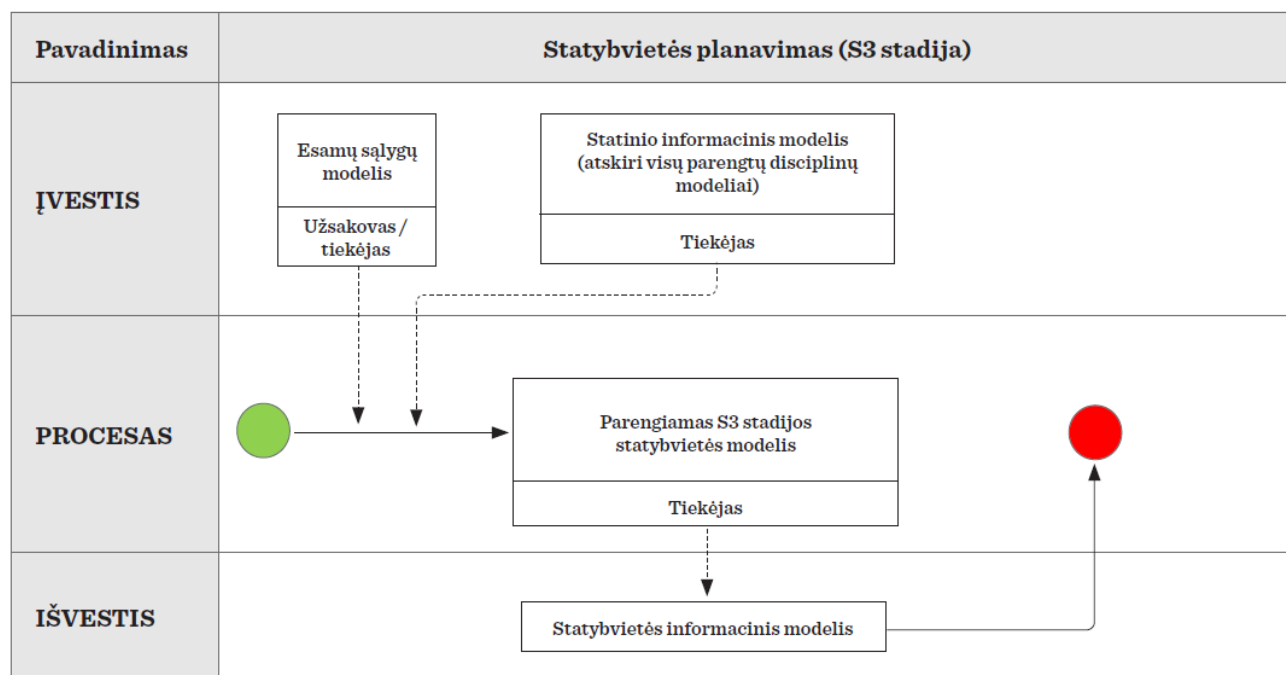 Pavadinimas
Statybvietės planavimas (S3 stadija)
ĮVESTIS
Esamų sąlygų
modelis
Užsakovas /
tiekėjas
Statinio informacinis modelis
(atskiri visų parengtų disciplinų
modeliai)
Tiekėjas
PROCESAS
Parengiamas S3 stadijos
statybvietės modelis
Tiekėjas
IŠVESTIS
Statybvietės informacinis modelis